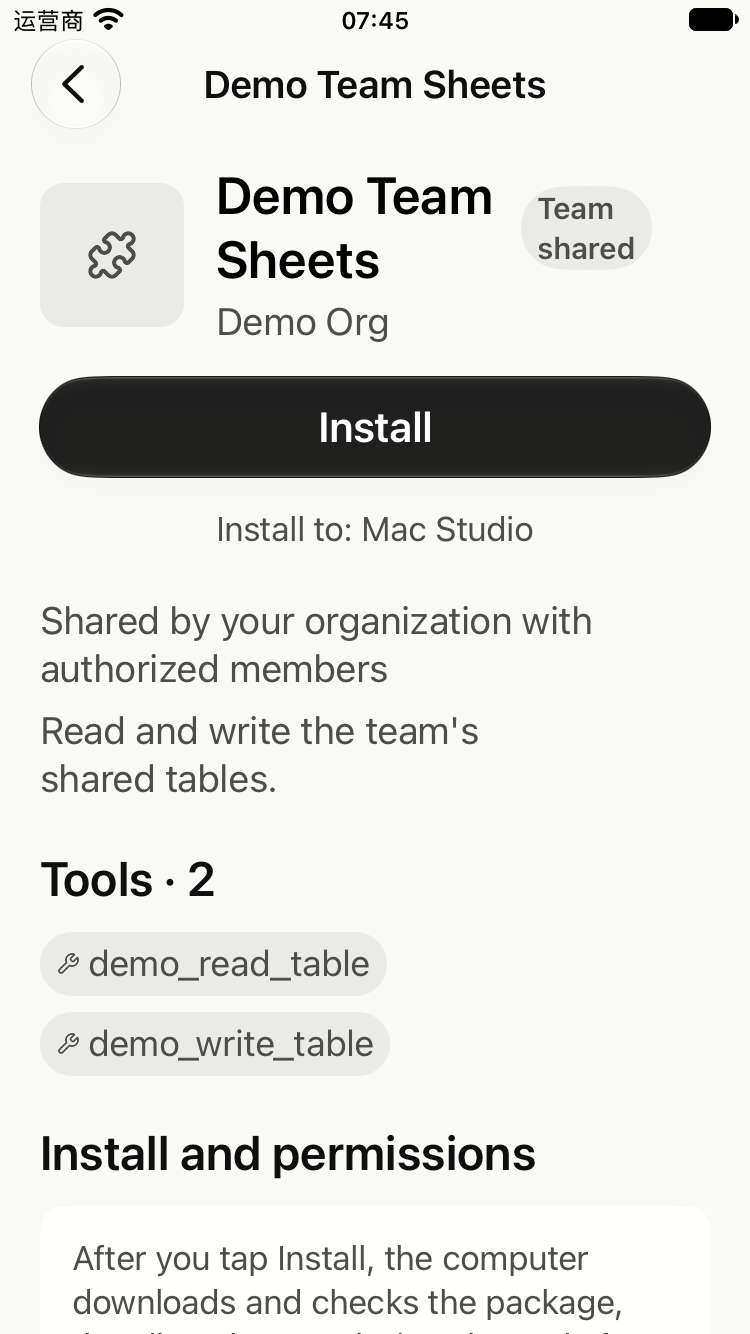 运营商
07:45
Demo Team Sheets
Demo Team
Sheets
Team
shared
Demo Org
Install
Install to: Mac Studio
Shared by your organization with
authorized members
Read and write the team's
shared tables.
Tools · 2
demo_read_table
demo_write_table
Install and permissions
After you tap Install, the computer
downloads and checks the package,